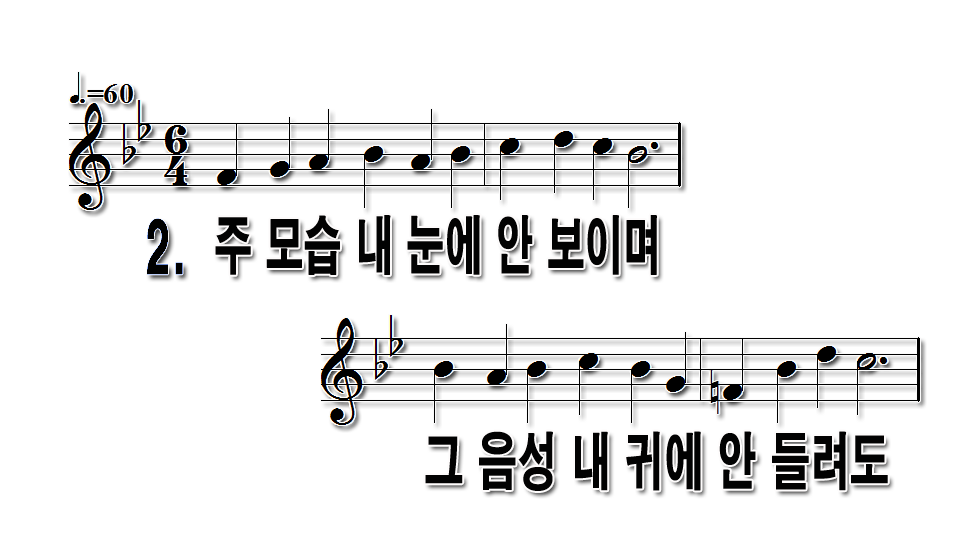 ♩.=60
6
4
2. 주 모습 내 눈에 안 보이며
그 음성 내 귀에 안 들려도